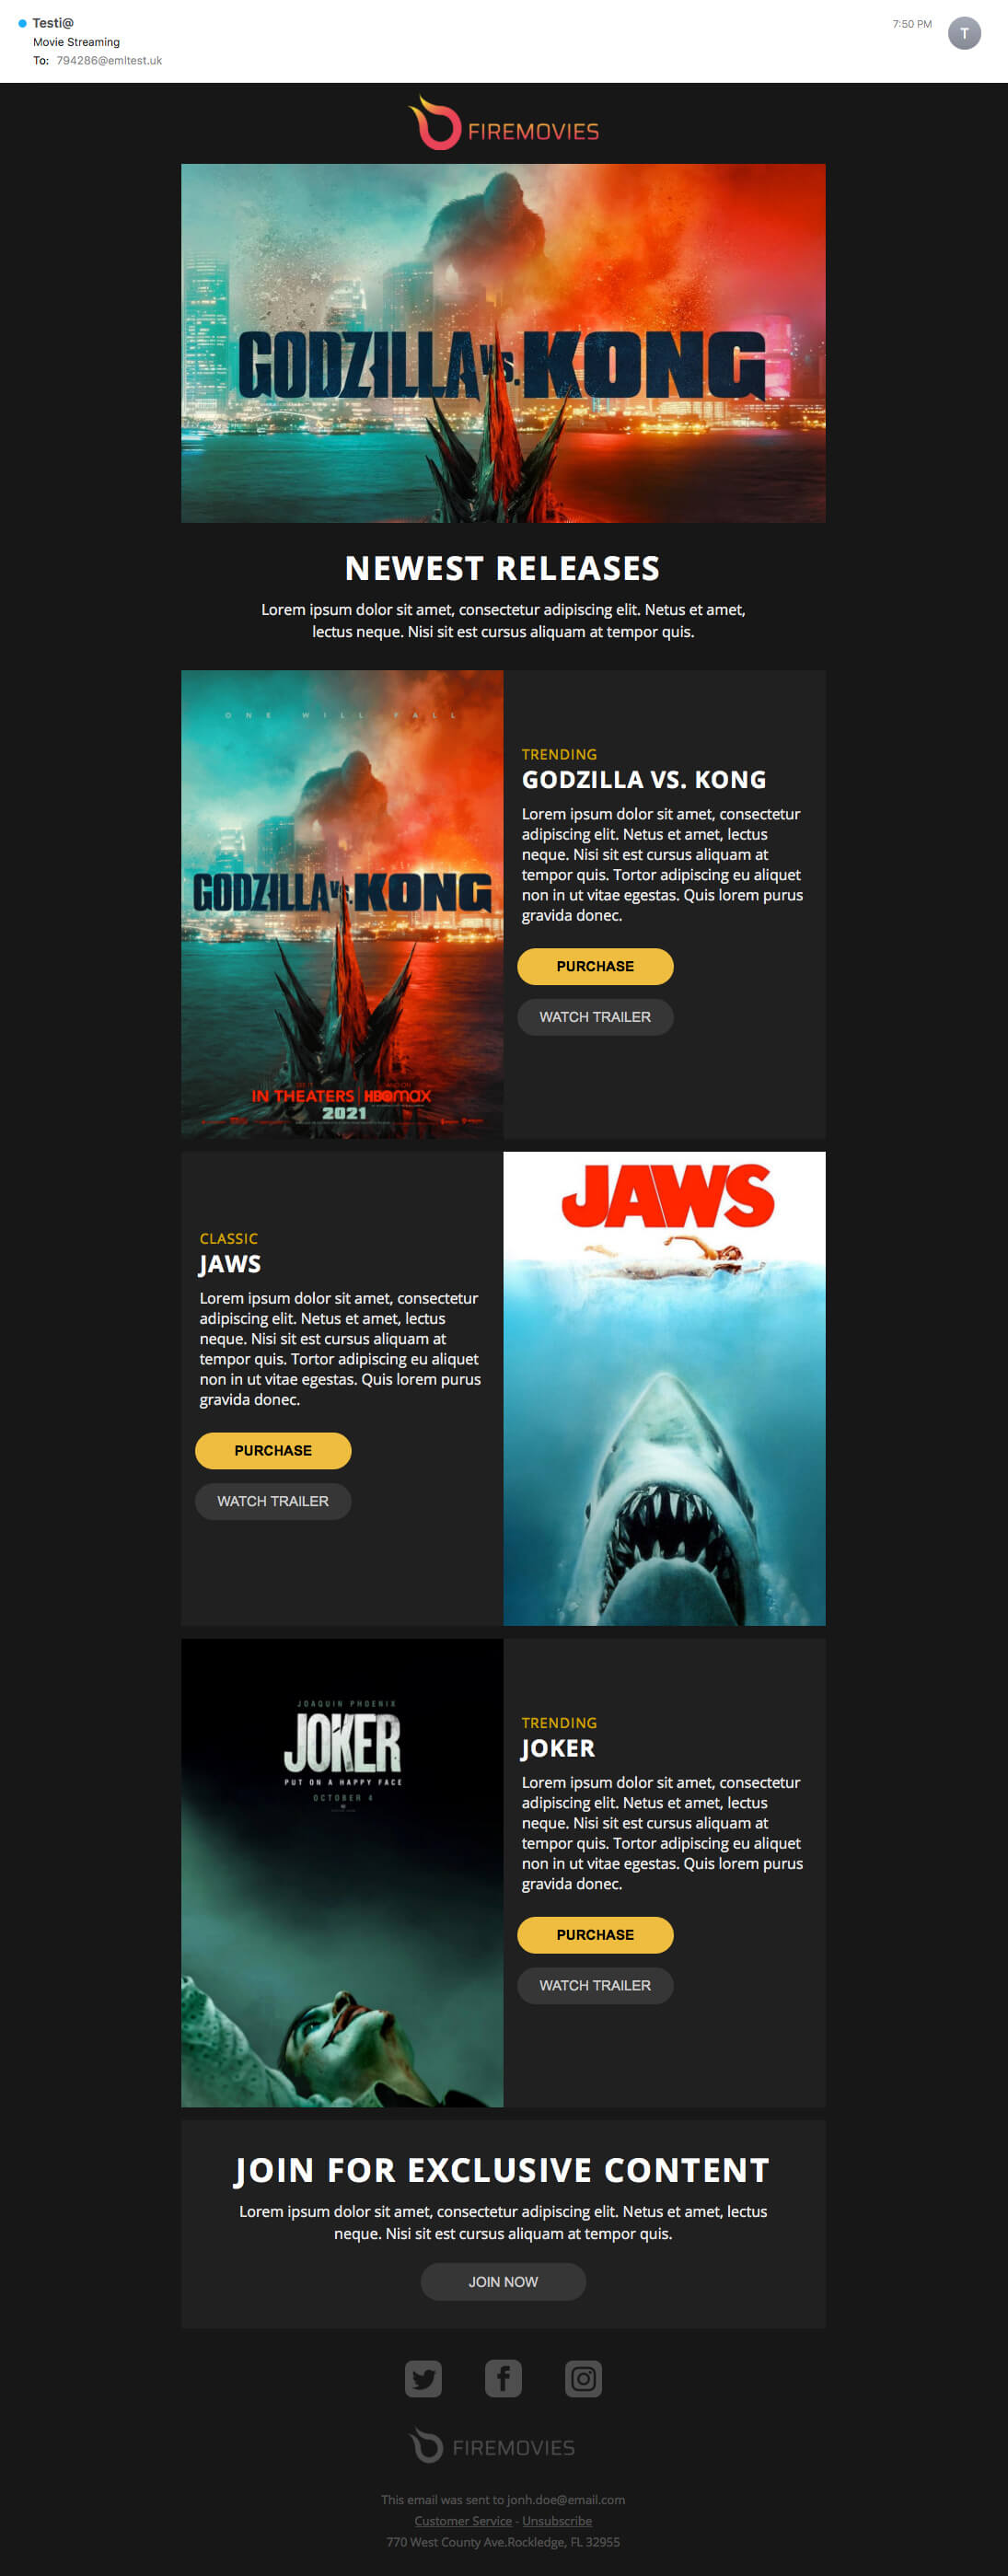 Testi@
7:50 PM
T
Movie Streaming
To: 794286@emltest.uk
FIREMOVIES
GODZILLA VS. KONG
NEWEST RELEASES
Lorem ipsum dolor sit amet, consectetur adipiscing elit. Netus et amet,
lectus neque. Nisi sit est cursus aliquam at tempor quis.
ONE WILL FALL
GODZILLA VS. KONG
IN THEATERS | HBOMAX
2021
TRENDING
GODZILLA VS. KONG
Lorem ipsum dolor sit amet, consectetur
adipiscing elit. Netus et amet, lectus
neque. Nisi sit est cursus aliquam at
tempor quis. Tortor adipiscing eu aliquet
non in ut vitae egestas. Quis lorem purus
gravida donec.
PURCHASE
WATCH TRAILER
CLASSIC
JAWS
Lorem ipsum dolor sit amet, consectetur
adipiscing elit. Netus et amet, lectus
neque. Nisi sit est cursus aliquam at
tempor quis. Tortor adipiscing eu aliquet
non in ut vitae egestas. Quis lorem purus
gravida donec.
PURCHASE
WATCH TRAILER
JAWS
JOAQUIN PHOENIX
JOKER
PUT ON A HAPPY FACE
OCTOBER 4
TRENDING
JOKER
Lorem ipsum dolor sit amet, consectetur
adipiscing elit. Netus et amet, lectus
neque. Nisi sit est cursus aliquam at
tempor quis. Tortor adipiscing eu aliquet
non in ut vitae egestas. Quis lorem purus
gravida donec.
PURCHASE
WATCH TRAILER
JOIN FOR EXCLUSIVE CONTENT
Lorem ipsum dolor sit amet, consectetur adipiscing elit. Netus et amet, lectus
neque. Nisi sit est cursus aliquam at tempor quis.
JOIN NOW
FIREMOVIES
This email was sent to jonh.doe@email.com
Customer Service - Unsubscribe
770 West County Ave.Rockledge, FL 32955